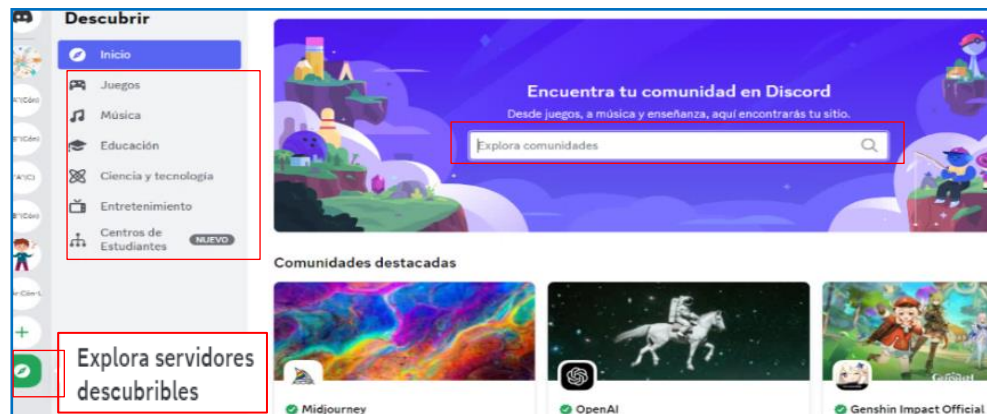 Descubrir
Inicio
Juegos
Música
Educación
Ciencia y tecnología
Entretenimiento
Centros de
Estudiantes
NUEVO
Encuentra tu comunidad en Discord
Desde juegos, a música y enseñanza, aquí encontrarás tu sitio.
Explora comunidades
Comunidades destacadas
Explora servidores
descubribles
Midjourney
OpenAI
Genshin Impact Official